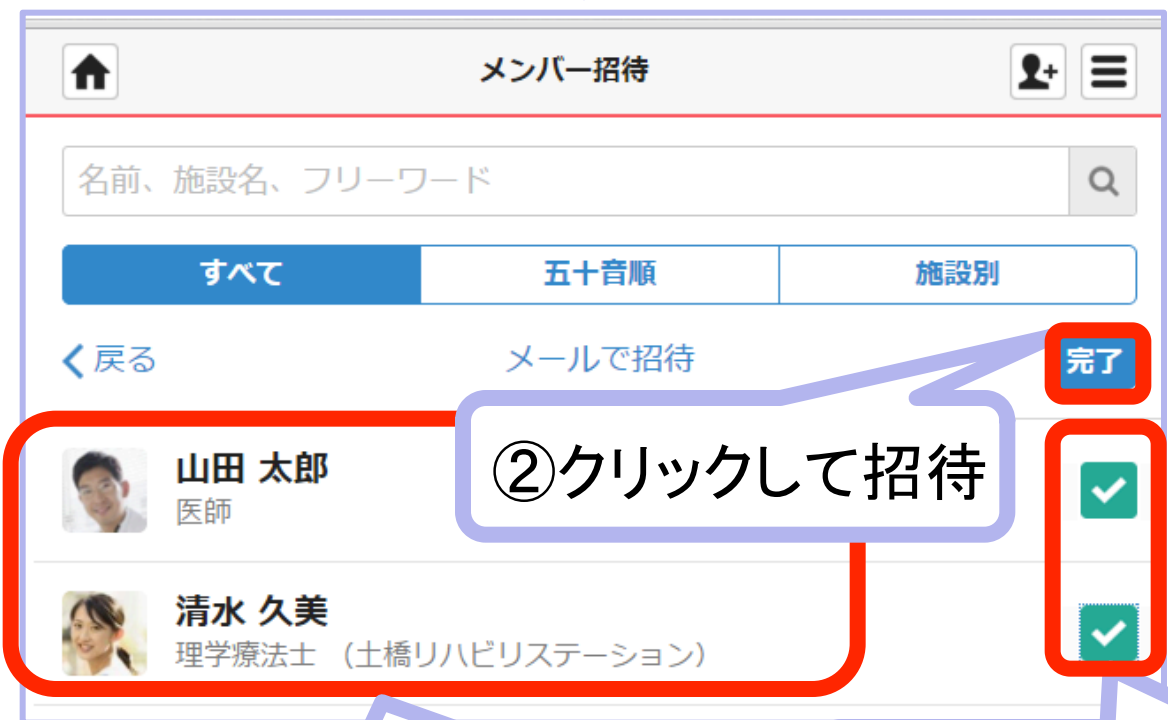 メンバー招待
名前、施設名、フリーワード
すべて 五十音順 施設別
戻る メールで招待 完了
②クリックして招待
山田 太郎
医師
清水 久美
理学療法士 (土橋リハビリステーション)